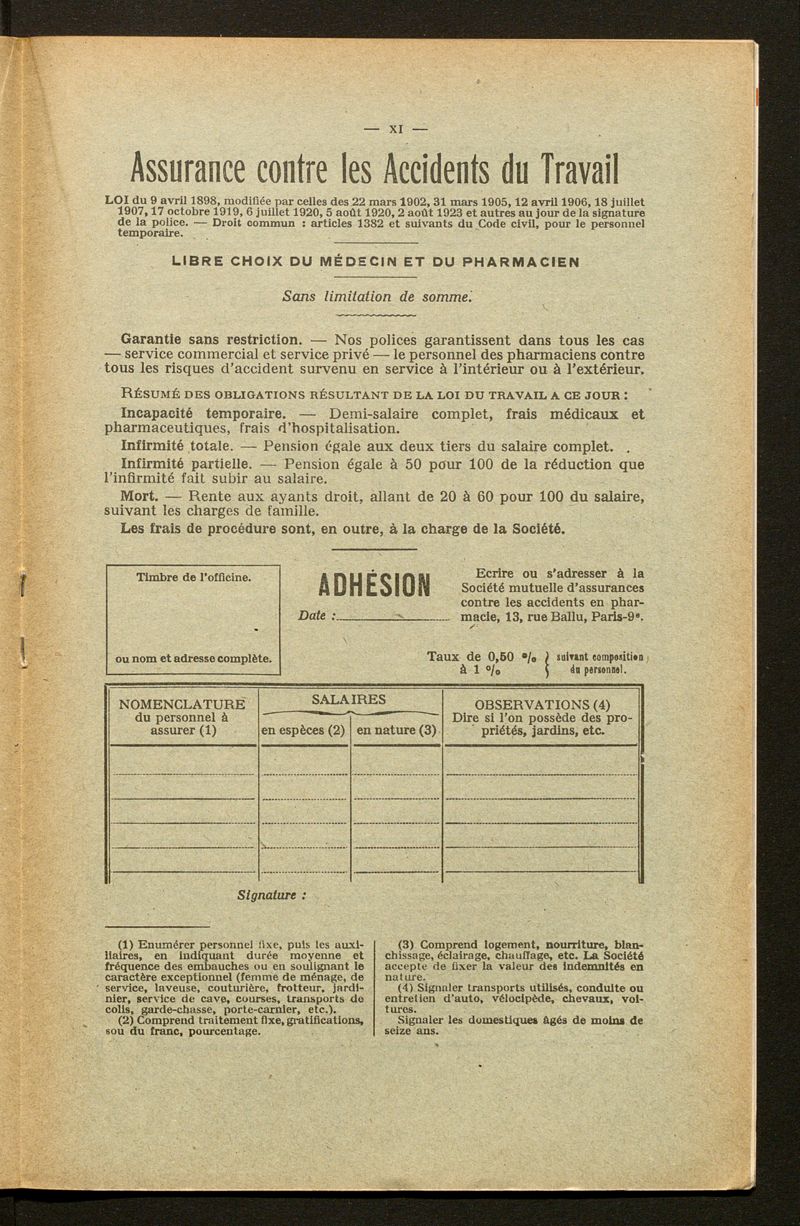 — XI —
Assurance contre les Accidents du Travail
LOI du 9 avril 1898, modifiée par celles des 22 mars 1902, 31 mars 1905, 12 avril 1906, 18 juillet
1907, 17 octobre 1919, 6 juillet 1920, 5 août 1920, 2 août 1923 et autres au jour de la signature
de la police. — Droit commun : articles 1382 et suivants du Code civil, pour le personnel
temporaire.
LIBRE CHOIX DU MÉDECIN ET DU PHARMACIEN
Sans limitation de somme.
Garantie sans restriction. — Nos polices garantissent dans tous les cas
— service commercial et service privé — le personnel des pharmaciens contre
tous les risques d'accident survenu en service à l'intérieur ou à l'extérieur.
RÉSUMÉ DES OBLIGATIONS RÉSULTANT DE LA LOI DU TRAVAIL A CE JOUR :
Incapacité temporaire. — Demi-salaire complet, frais médicaux et
pharmaceutiques, frais d'hospitalisation.
Infirmité totale. — Pension égale aux deux tiers du salaire complet.
Infirmité partielle. — Pension égale à 50 pour 100 de la réduction que
l'infirmité fait subir au salaire.
Mort. — Rente aux ayants droit, allant de 20 à 60 pour 100 du salaire,
suivant les charges de famille.
Les frais de procédure sont, en outre, à la charge de la Société.
Timbre de l'officine.
ou nom et adresse complète.
ADHÉSION
Date :
Ecrire ou s'adresser à la
Société mutuelle d'assurances
contre les accidents en phar-
macie, 13, rue Ballu, Paris-9e.
Taux de 0,50 % } suivant composition
à 1 % } du personnel.
NOMENCLATURE
du personnel à
assurer (1)
SALAIRES
en espèces (2)
en nature (3)
OBSERVATIONS (4)
Dire si l'on possède des pro-
priétés, jardins, etc.
Signature :
(1) Enumérer personnel fixe, puis les auxi-
liaires, en indiquant durée moyenne et
fréquence des embauches ou en soulignant le
caractère exceptionnel (femme de ménage, de
service, laveuse, couturière, frotteur, jardi-
nier, service de cave, courses, transports de
colis, garde-chasse, porte-carnier, etc.).
(2) Comprend traitement fixe, gratifications,
sou du franc, pourcentage.
(3) Comprend logement, nourriture, blan-
chissage, éclairage, chauffage, etc. La Société
accepte de fixer la valeur des indemnités en
nature.
(4) Signaler transports utilisés, conduite ou
entretien d'auto, vélocipède, chevaux, voi-
tures.
Signaler les domestiques âgés de moins de
seize ans.